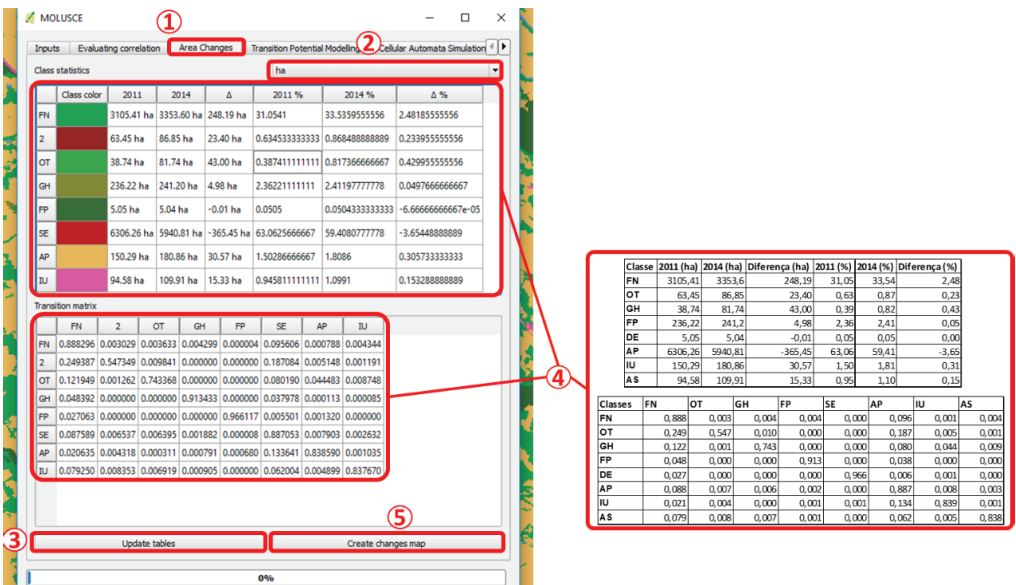 MOLUSCE
①
Inputs Evaluating correlation Area Changes Transition Potential Modelling Cellular Automata Simulation
②
Class statistics ha
Class color 2011 2014 Δ 2011 % 2014 % Δ %
FN 3105.41 ha 3353.60 ha 248.19 ha 31.0541 33.5359555556 2.48185555556
2 63.45 ha 86.85 ha 23.40 ha 0.634533333333 0.868488888889 0.233955555556
OT 38.74 ha 81.74 ha 43.00 ha 0.387411111111 0.817366666667 0.429955555556
GH 236.22 ha 241.20 ha 4.98 ha 2.36221111111 2.41197777778 0.0497666666667
FP 5.05 ha 5.04 ha -0.01 ha 0.0505 0.0504333333333 -6.66666666667e-05
SE 6306.26 ha 5940.81 ha -365.45 ha 63.0625666667 59.4080777778 -3.65448888889
AP 150.29 ha 180.86 ha 30.57 ha 1.50286666667 1.8086 0.305733333333
IU 94.58 ha 109.91 ha 15.33 ha 0.945811111111 1.0991 0.153288888889
Transition matrix
FN 2 OT GH FP SE AP IU
FN 0.888296 0.003029 0.003633 0.004299 0.000004 0.095606 0.000788 0.004344
2 0.249387 0.547349 0.009841 0.000000 0.000000 0.187084 0.005148 0.001191
OT 0.121949 0.001262 0.743368 0.000000 0.000000 0.080190 0.044483 0.008748
GH 0.048392 0.000000 0.000000 0.913433 0.000000 0.037978 0.000113 0.000085
FP 0.027063 0.000000 0.000000 0.000000 0.966117 0.005501 0.001320 0.000000
SE 0.087589 0.006537 0.006395 0.001882 0.000008 0.887053 0.007903 0.002632
AP 0.020635 0.004318 0.000311 0.000791 0.000680 0.133641 0.838590 0.001035
IU 0.079250 0.008353 0.006919 0.000905 0.000000 0.062004 0.004899 0.837670
⑤
③
Update tables Create changes map
0%
④
Classe 2011 (ha) 2014 (ha) Diferença (ha) 2011 (%) 2014 (%) Diferença (%)
FN 3105,41 3353,6 248,19 31,05 33,54 2,48
OT 63,45 86,85 23,40 0,63 0,87 0,23
GH 38,74 81,74 43,00 0,39 0,82 0,43
FP 236,22 241,2 4,98 2,36 2,41 0,05
DE 5,05 5,04 -0,01 0,05 0,05 0,00
AP 6306,26 5940,81 -365,45 63,06 59,41 -3,65
IU 150,29 180,86 30,57 1,50 1,81 0,31
AS 94,58 109,91 15,33 0,95 1,10 0,15
Classes FN OT GH FP SE AP IU AS
FN 0,888 0,003 0,004 0,004 0,000 0,096 0,001 0,004
OT 0,249 0,547 0,010 0,000 0,000 0,187 0,005 0,001
GH 0,122 0,001 0,743 0,000 0,000 0,080 0,044 0,009
FP 0,048 0,000 0,000 0,913 0,000 0,038 0,000 0,000
DE 0,027 0,000 0,000 0,000 0,966 0,006 0,001 0,000
AP 0,088 0,007 0,006 0,002 0,000 0,887 0,008 0,003
IU 0,021 0,004 0,000 0,001 0,001 0,134 0,839 0,001
AS 0,079 0,008 0,007 0,001 0,000 0,062 0,005 0,838